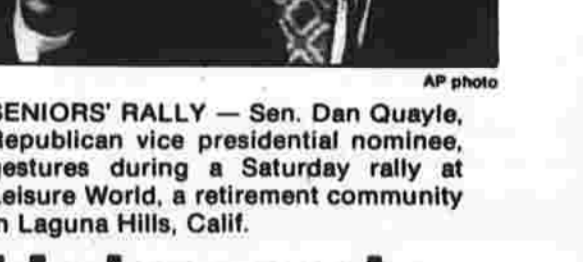 AP photo
SENIORS' RALLY — Sen. Dan Quayle,
Republican vice presidential nominee,
gestures during a Saturday rally at
Leisure World, a retirement community
in Laguna Hills, Calif.